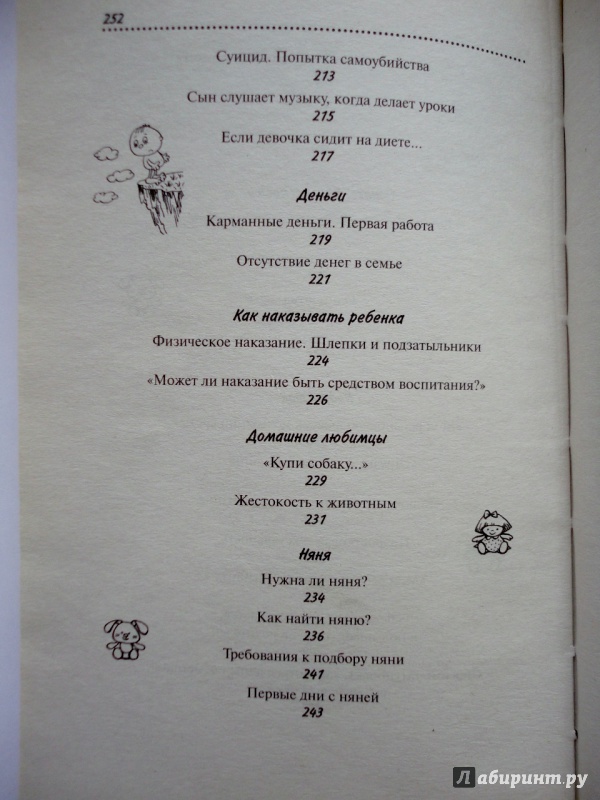 252
Суицид. Попытка самоубийства
213
Сын слушает музыку, когда делает уроки
215
Если девочка сидит на диете...
217
Деньги
Карманные деньги. Первая работа
219
Отсутствие денег в семье
221
Как наказывать ребенка
Физическое наказание. Шлепки и подзатыльники
224
«Может ли наказание быть средством воспитания?»
226
Домашние любимцы
«Купи собаку...»
229
Жестокость к животным
231
Няня
Нужна ли няня?
234
Как найти няню?
236
Требования к подбору няни
241
Первые дни с няней
243
Лабиринт.ру